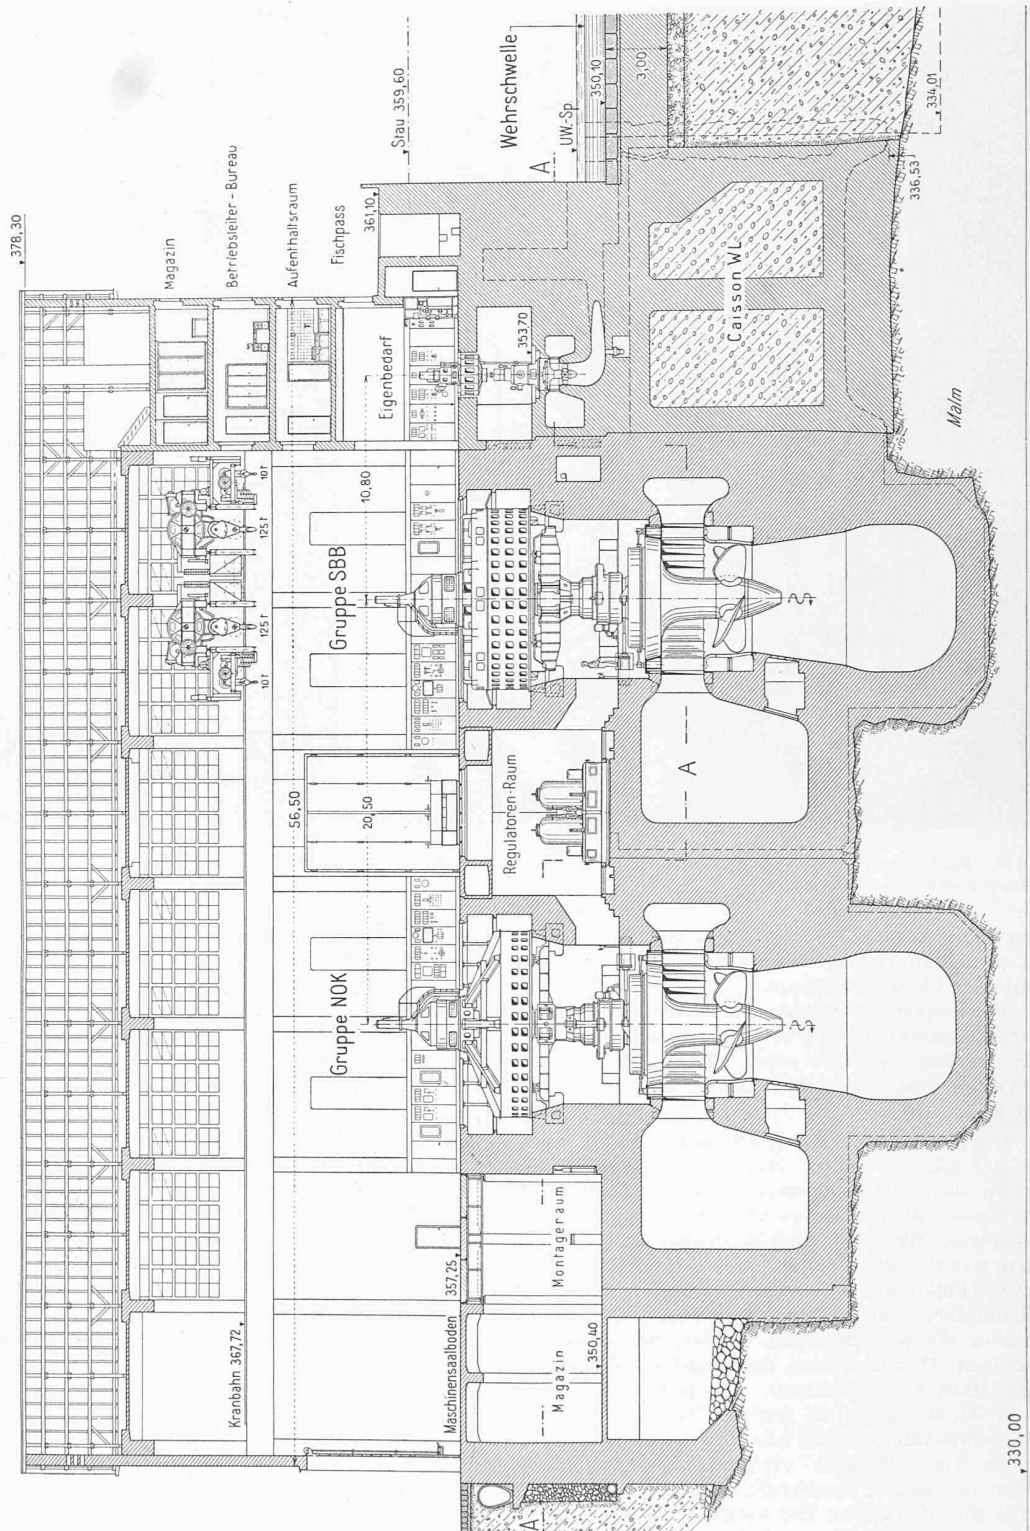 378,30
Magazin
Betriebsleiter - Bureau
Aufenthaltsraum
Fischpass
361,10
Stau 359,60
Wehrschwelle
A
UW.-Sp.
350,10
3,00
334,01
336,53
Caisson WL
Malm
353,70
Eigenbedarf
10,80
10 t
125 t
125 t
10 t
Gruppe SBB
56,50
20,50
Regulatoren-Raum
A
Gruppe NOK
357,25
Montageraum
Kranbahn 367,72
Maschinensaalboden
Magazin
350,40
A
330,00